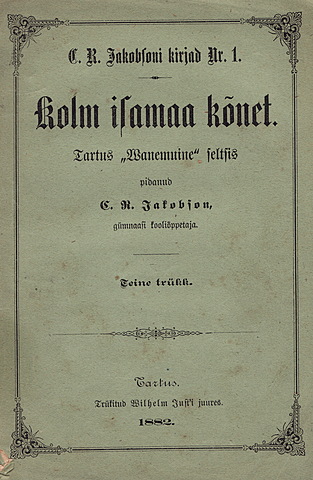 C. R. Jakobsoni kirjad Nr. 1.
Kolm isamaa kõnet.
Tartus „Wanemuine“ seltsis
pidanud
C. R. Jakobson,
gümnaasi kooliõppetaja.
Teine trükk.
Tartus.
Trükitud Wilhelm Just'i juures.
1882.